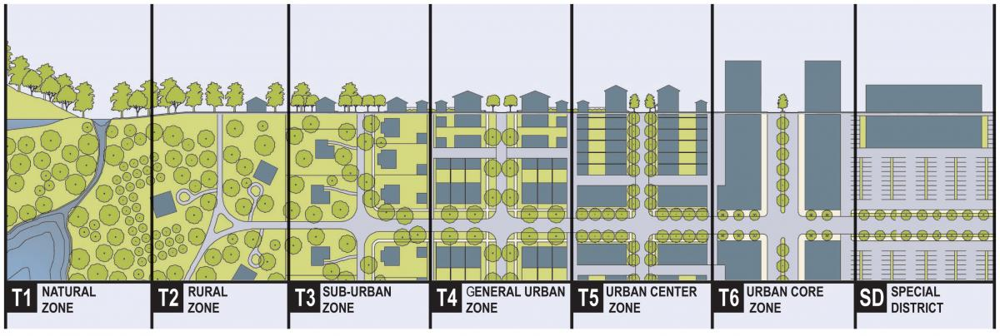 T1 NATURAL
ZONE
T2 RURAL
ZONE
T3 SUB-URBAN
ZONE
T4 GENERAL URBAN
ZONE
T5 URBAN CENTER
ZONE
T6 URBAN CORE
ZONE
SD SPECIAL
DISTRICT